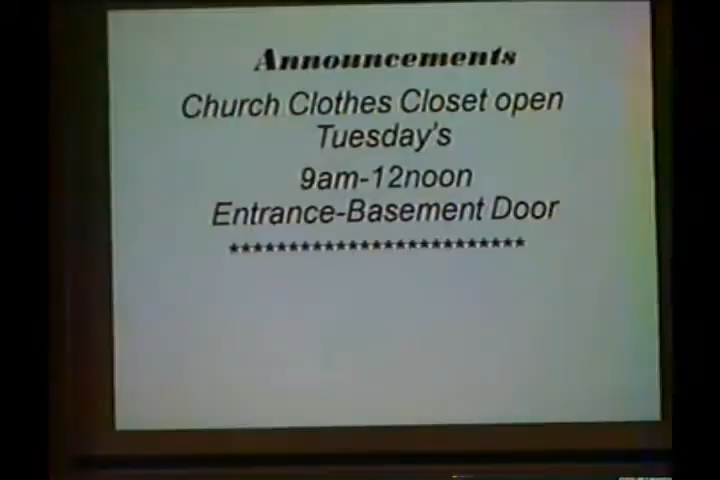 Announcements
Church Clothes Closet open
Tuesday's
9am-12noon
Entrance-Basement Door
*************************